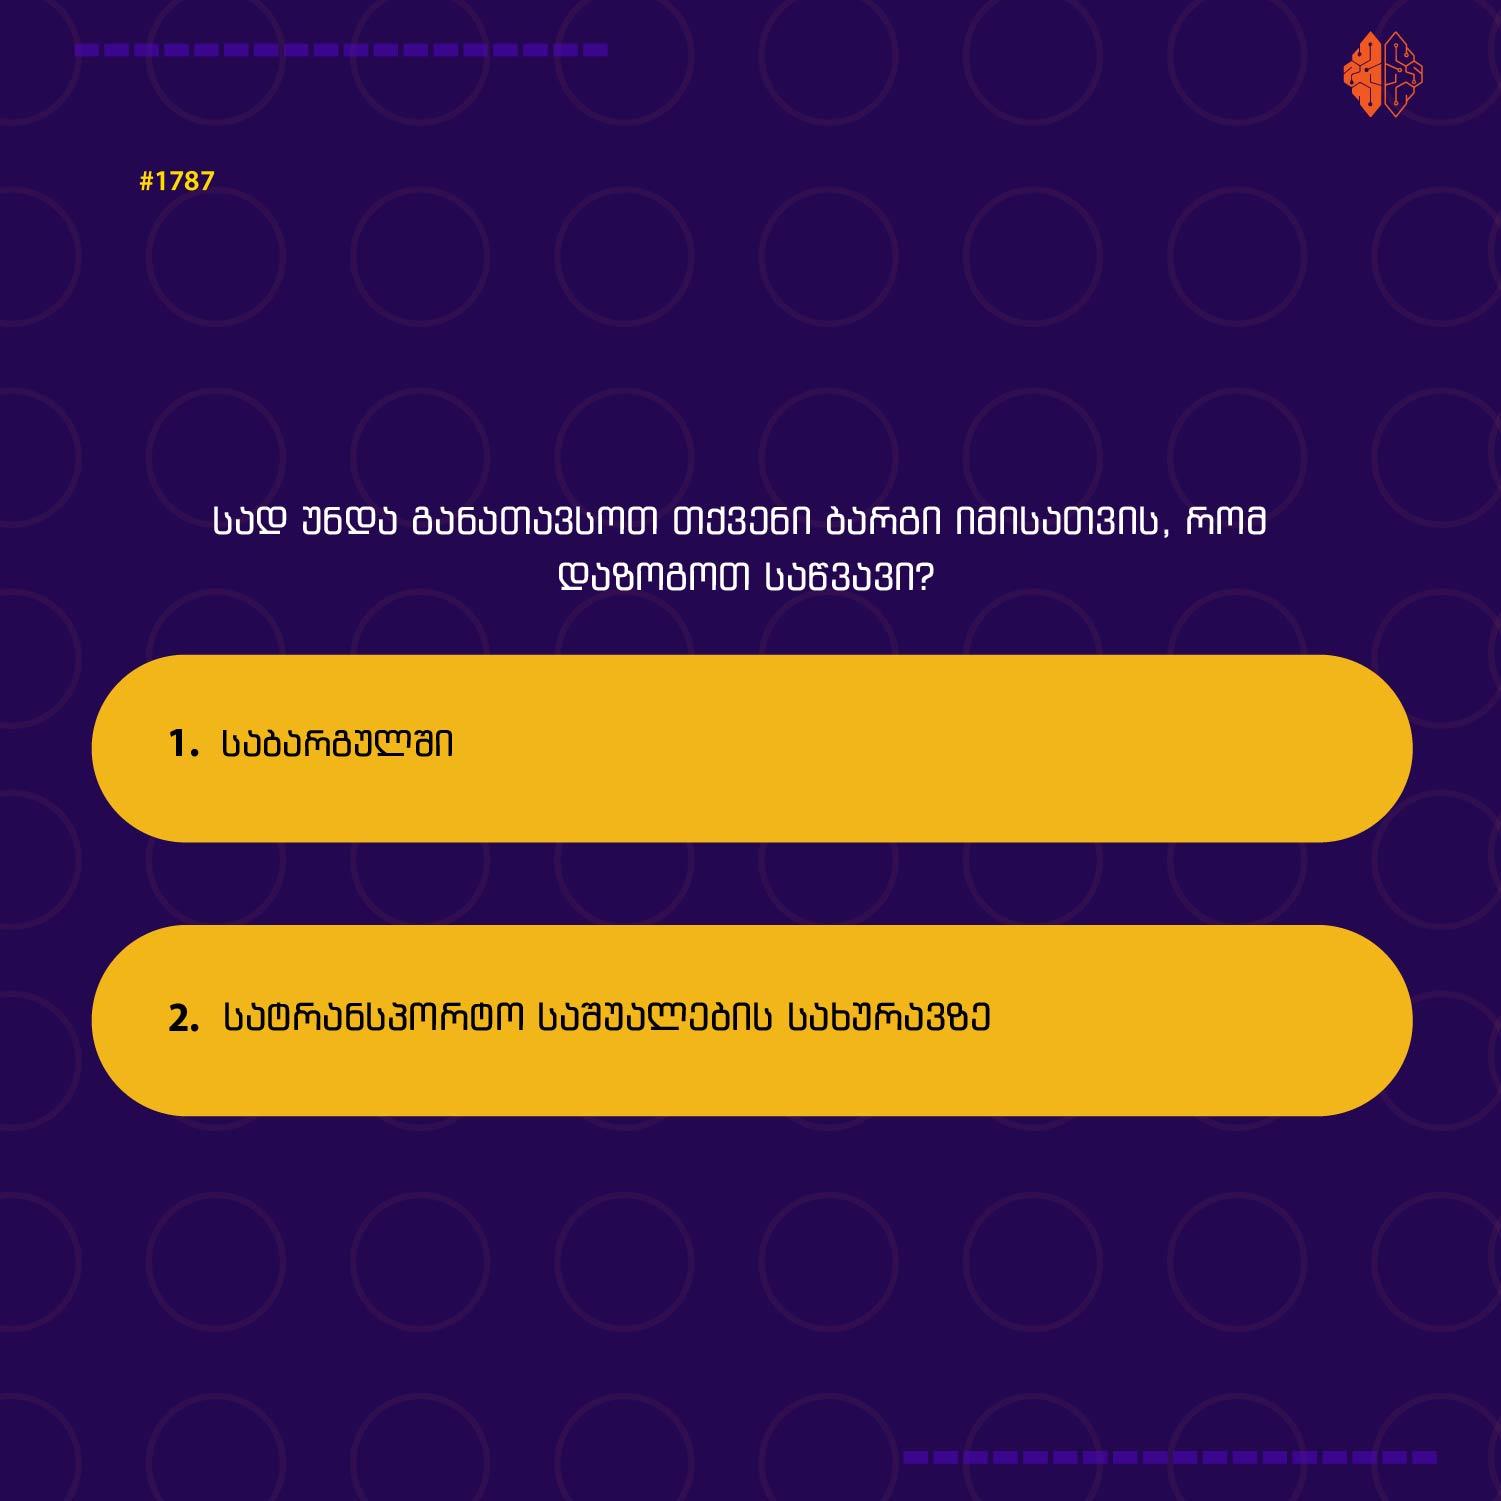 #1787
სად უნდა განათავსოთ თქვენი ბარგი იმისათვის, რომ
დაზოგოთ საწვავი?
1. საბარგულში
2. სატრანსპორტო საშუალების სახურავზე